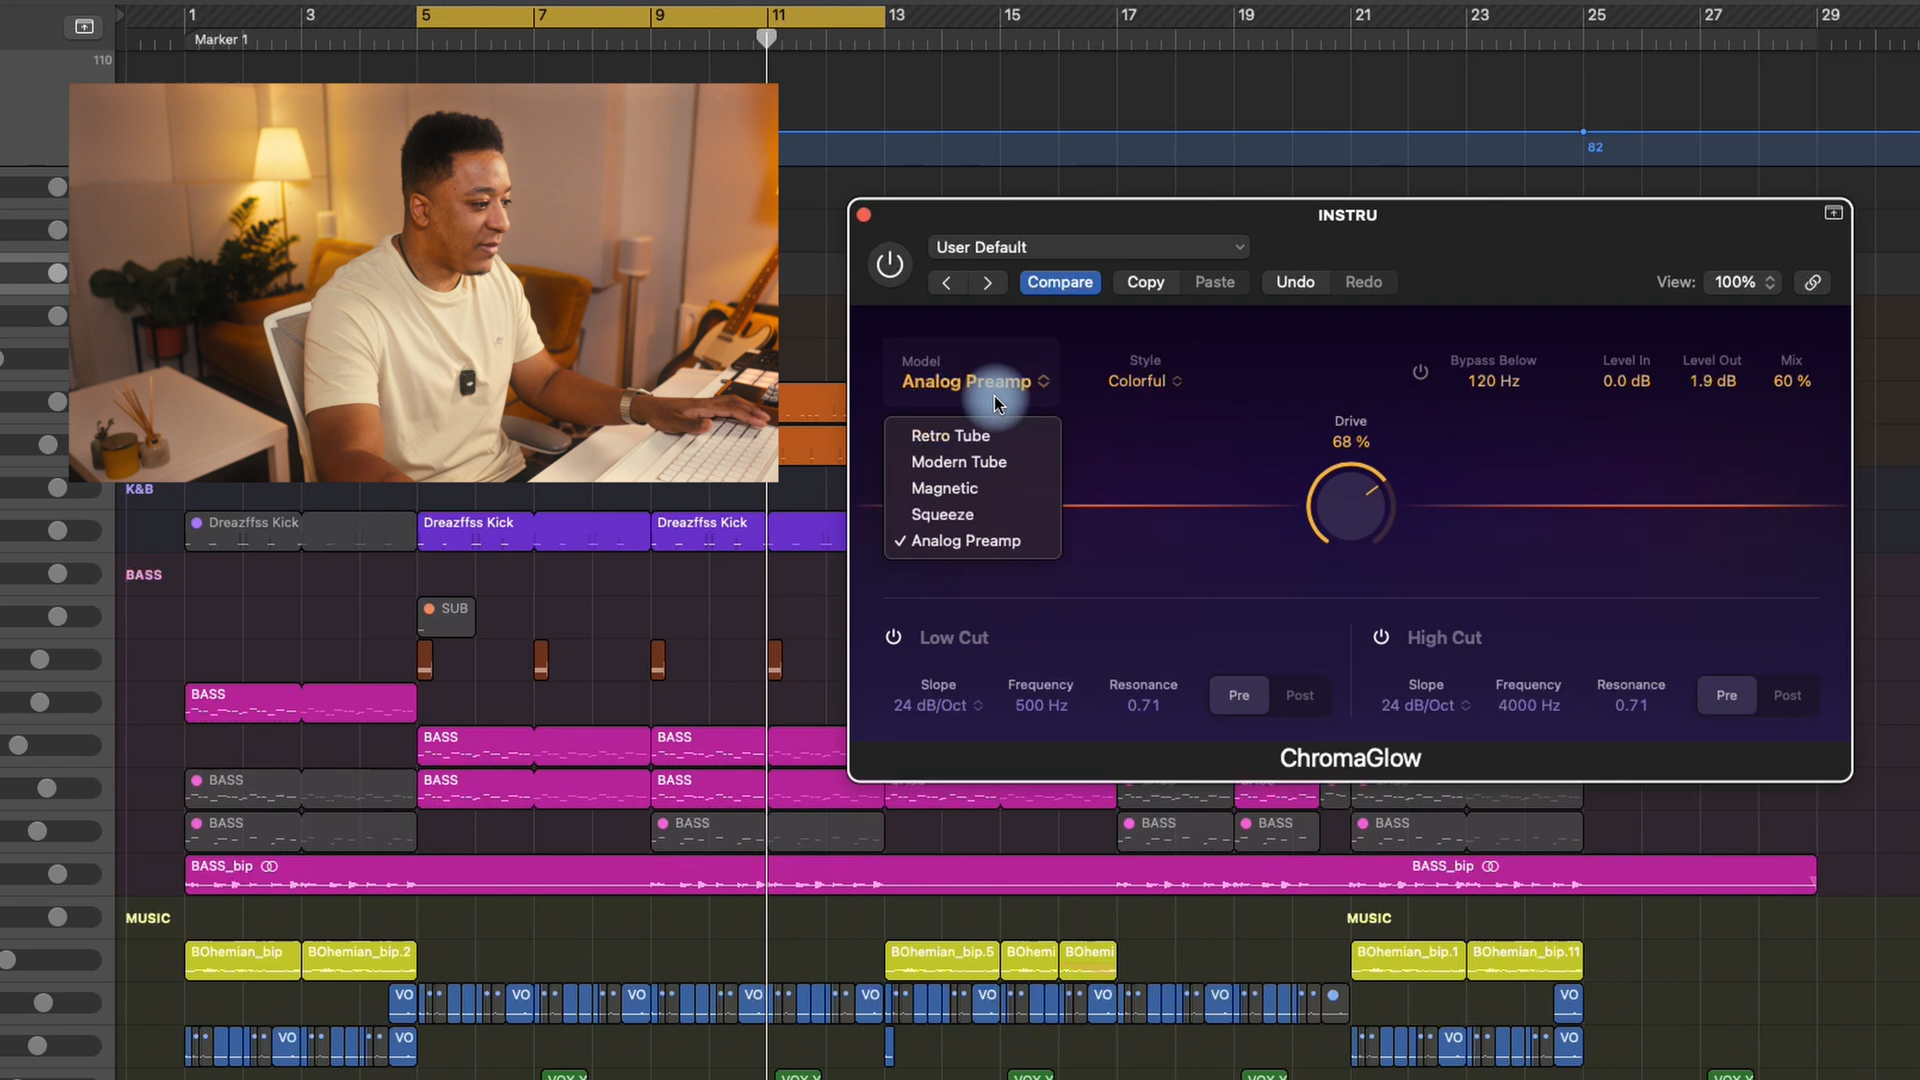 1 3 5 7 9 11 13 15 17 19 21 23 25 27 29
Marker 1
110
82
INSTRU
User Default
Compare Copy Paste Undo Redo View: 100%
Model Style Bypass Below Level In Level Out Mix
Analog Preamp Colorful 120 Hz 0.0 dB 1.9 dB 60 %
Drive
68 %
Retro Tube
Modern Tube
Magnetic
Squeeze
✓ Analog Preamp
Low Cut High Cut
Slope Frequency Resonance Pre Post Slope Frequency Resonance Pre Post
24 dB/Oct 500 Hz 0.71 24 dB/Oct 4000 Hz 0.71
ChromaGlow
K&B
Dreazffss Kick Dreazffss Kick Dreazffss Kick
BASS
SUB
BASS
BASS BASS
BASS BASS BASS
BASS BASS BASS BASS BASS
BASS_bip BASS_bip
MUSIC MUSIC
BOhemian_bip BOhemian_bip.2 BOhemian_bip.5 BOhemi BOhemi BOhemian_bip.1 BOhemian_bip.11
VO VO VO VO VO VO VO VO VO
VO VO VO VO